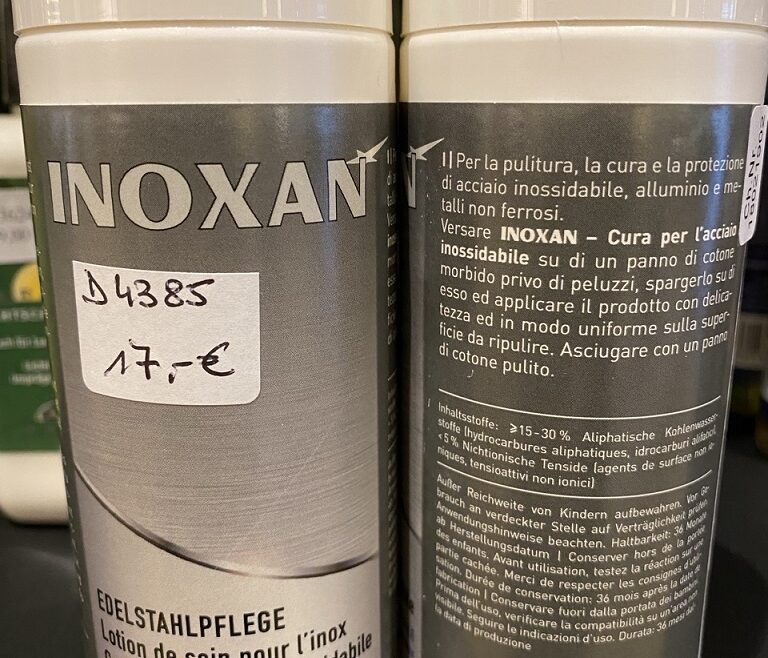 INOXAN
D4385
17,-€
EDELSTAHLPFLEGE
Lotion de soin pour l'inox
Per la pulitura, la cura e la protezione
di acciaio inossidabile, alluminio e me-
talli non ferrosi.
Versare INOXAN – Cura per l'acciaio
inossidabile su di un panno di cotone
morbido privo di peluzzi, spargerlo su di
esso ed applicare il prodotto con delica-
tezza ed in modo uniforme sulla super-
ficie da ripulire. Asciugare con un panno
di cotone pulito.
Inhaltsstoffe: ≥15-30 % Aliphatische Kohlenwasser-
stoffe (hydrocarbures aliphatiques, idrocarburi alifatici),
<5% Nichtionische Tenside (agents de surface non io-
niques, tensioattivi non ionici)
Außer Reichweite von Kindern aufbewahren. Vor Ge-
brauch an verdeckter Stelle auf Verträglichkeit prüfen.
Anwendungshinweise beachten. Haltbarkeit: 36 Monate
ab Herstellungsdatum | Conserver hors de la portée
des enfants. Avant utilisation, testez la réaction sur une
partie cachée. Merci de respecter les consignes d'utili-
sation. Durée de conservation: 36 mois après la date de
fabrication | Conservare fuori dalla portata dei bambini.
Prima dell'uso, verificare la compatibilità su un'area non
visibile. Seguire le indicazioni d'uso. Durata: 36 mesi dal-
la data di produzione